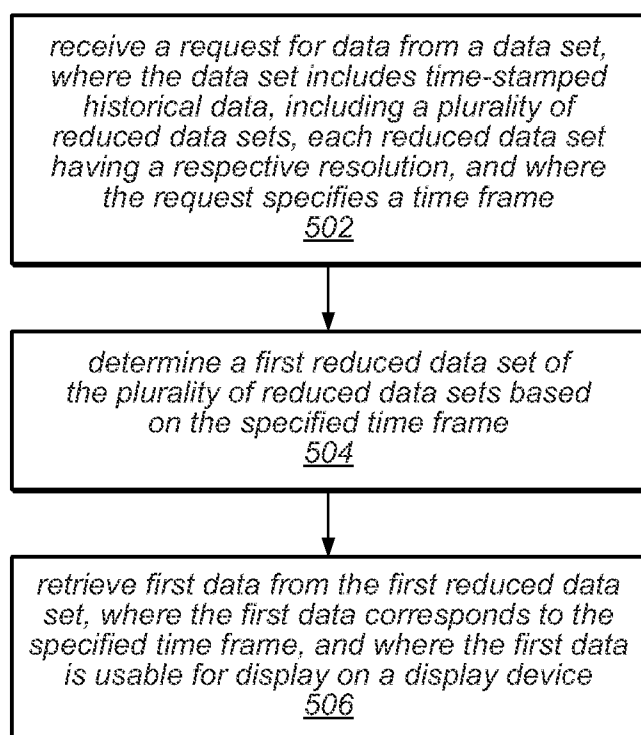 receive a request for data from a data set,
where the data set includes time-stamped
historical data, including a plurality of
reduced data sets, each reduced data set
having a respective resolution, and where
the request specifies a time frame
502
determine a first reduced data set of
the plurality of reduced data sets based
on the specified time frame
504
retrieve first data from the first reduced data
set, where the first data corresponds to the
specified time frame, and where the first data
is usable for display on a display device
506